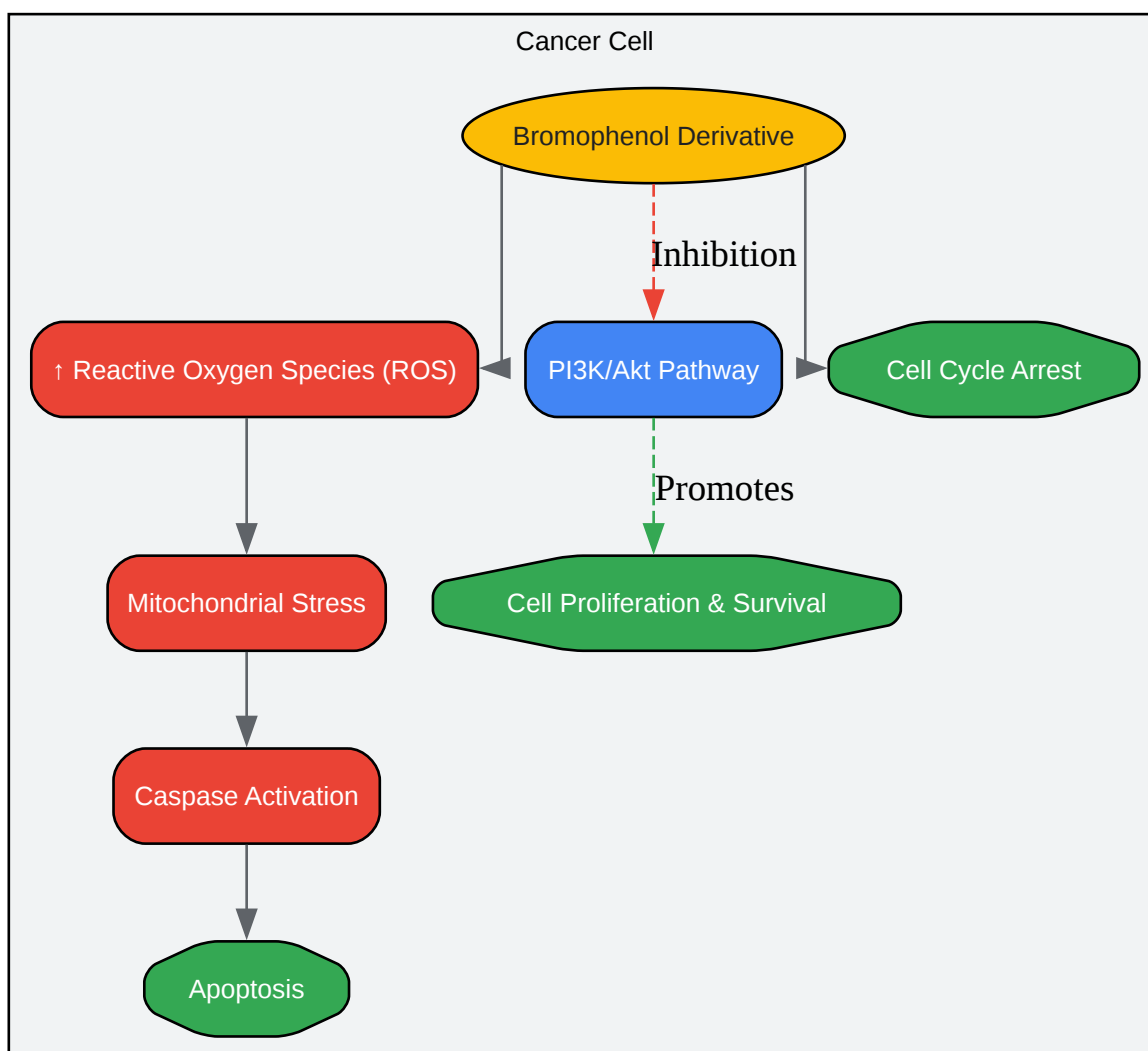 Cancer Cell
Bromophenol Derivative
Inhibition
↑ Reactive Oxygen Species (ROS)
PI3K/Akt Pathway
Cell Cycle Arrest
Promotes
Mitochondrial Stress
Cell Proliferation & Survival
Caspase Activation
Apoptosis